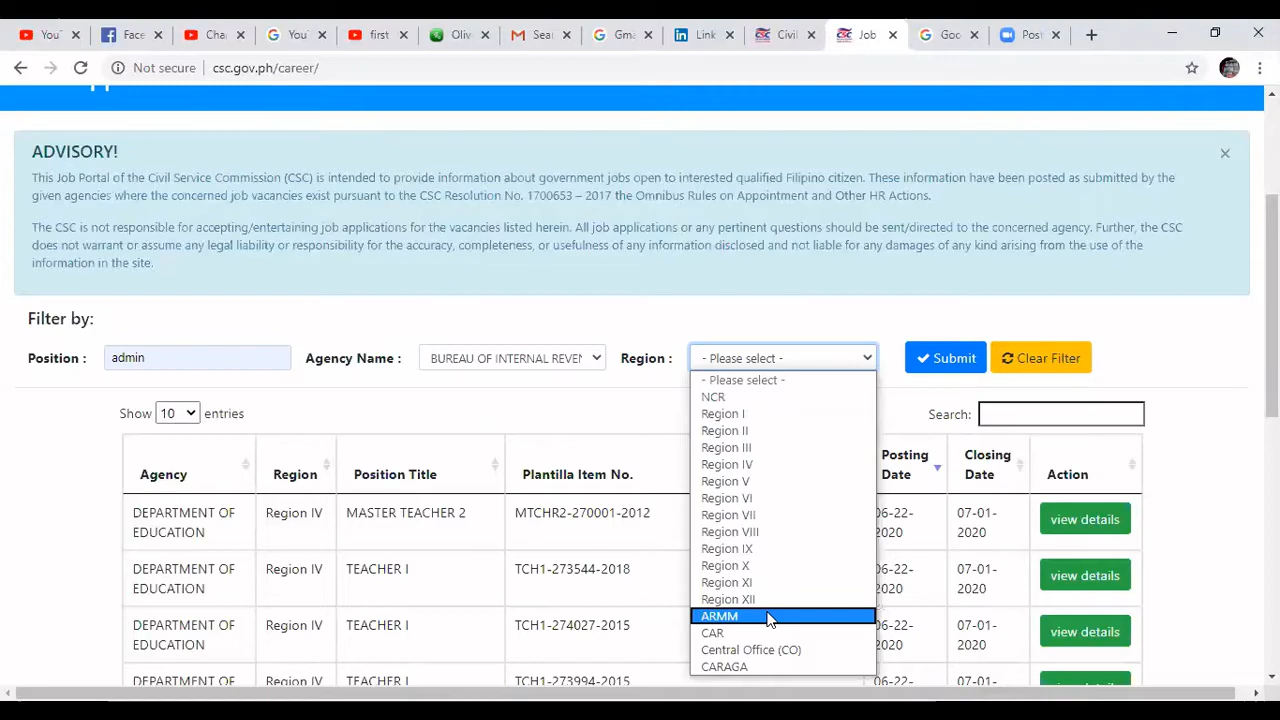 You
Face
Cha
You
first
Oliv
Sear
Gma
Link
Civil
Job
Goo
Post
Not secure csc.gov.ph/career/
ADVISORY!
This Job Portal of the Civil Service Commission (CSC) is intended to provide information about government jobs open to interested qualified Filipino citizen. These information have been posted as submitted by the
given agencies where the concerned job vacancies exist pursuant to the CSC Resolution No. 1700653 – 2017 the Omnibus Rules on Appointment and Other HR Actions.
The CSC is not responsible for accepting/entertaining job applications for the vacancies listed herein. All job applications or any pertinent questions should be sent/directed to the concerned agency. Further, the CSC
does not warrant or assume any legal liability or responsibility for the accuracy, completeness, or usefulness of any information disclosed and not liable for any damages of any kind arising from the use of the
information in the site.
Filter by:
Position : admin Agency Name : BUREAU OF INTERNAL REVEN Region : - Please select - Submit Clear Filter
- Please select -
NCR
Region I
Region II
Region III
Region IV
Region V
Region VI
Region VII
Region VIII
Region IX
Region X
Region XI
Region XII
ARMM
CAR
Central Office (CO)
CARAGA
Show 10 entries Search:
Agency Region Position Title Plantilla Item No. Posting Date Closing Date Action
DEPARTMENT OF EDUCATION Region IV MASTER TEACHER 2 MTCHR2-270001-2012 06-22-2020 07-01-2020 view details
DEPARTMENT OF EDUCATION Region IV TEACHER I TCH1-273544-2018 06-22-2020 07-01-2020 view details
DEPARTMENT OF EDUCATION Region IV TEACHER I TCH1-274027-2015 06-22-2020 07-01-2020 view details
DEPARTMENT OF Region IV TEACHER I TCH1-273994-2015 06-22- 07-01-